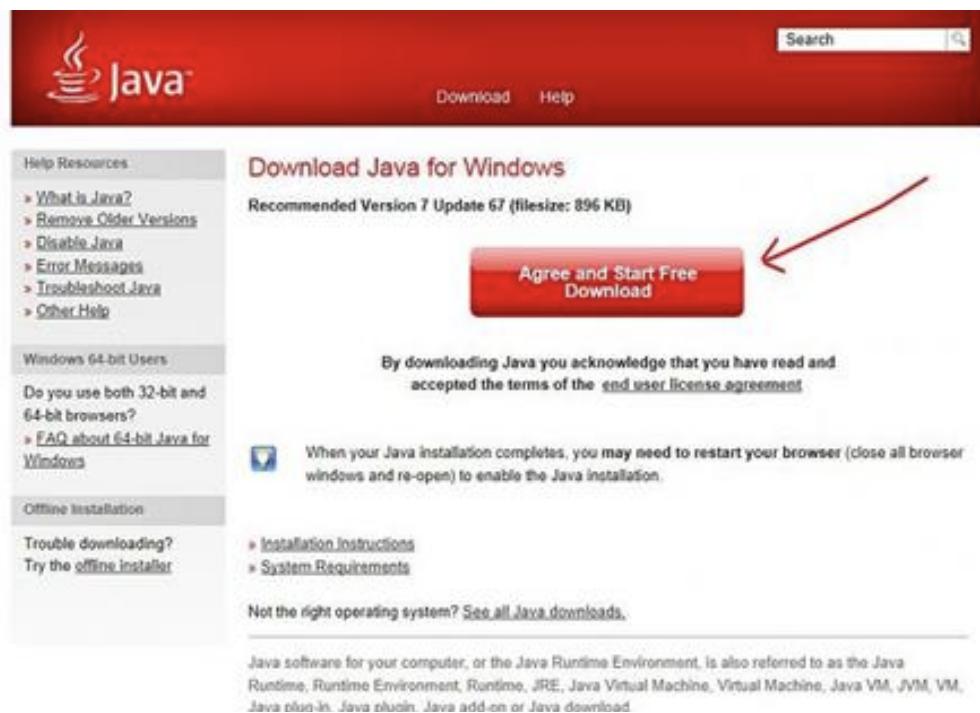 Java
Search
Download Help
Help Resources
» What is Java?
» Remove Older Versions
» Disable Java
» Error Messages
» Troubleshoot Java
» Other Help
Windows 64-bit Users
Do you use both 32-bit and
64-bit browsers?
» FAQ about 64-bit Java for
Windows
Offline Installation
Trouble downloading?
Try the offline installer
Download Java for Windows
Recommended Version 7 Update 67 (filesize: 896 KB)
Agree and Start Free
Download
By downloading Java you acknowledge that you have read and
accepted the terms of the end user license agreement
When your Java installation completes, you may need to restart your browser (close all browser
windows and re-open) to enable the Java installation.
» Installation Instructions
» System Requirements
Not the right operating system? See all Java downloads.
Java software for your computer, or the Java Runtime Environment, is also referred to as the Java
Runtime, Runtime Environment, Runtime, JRE, Java Virtual Machine, Virtual Machine, Java VM, JVM, VM,
Java plug-in, Java plugin, Java add-on or Java download.